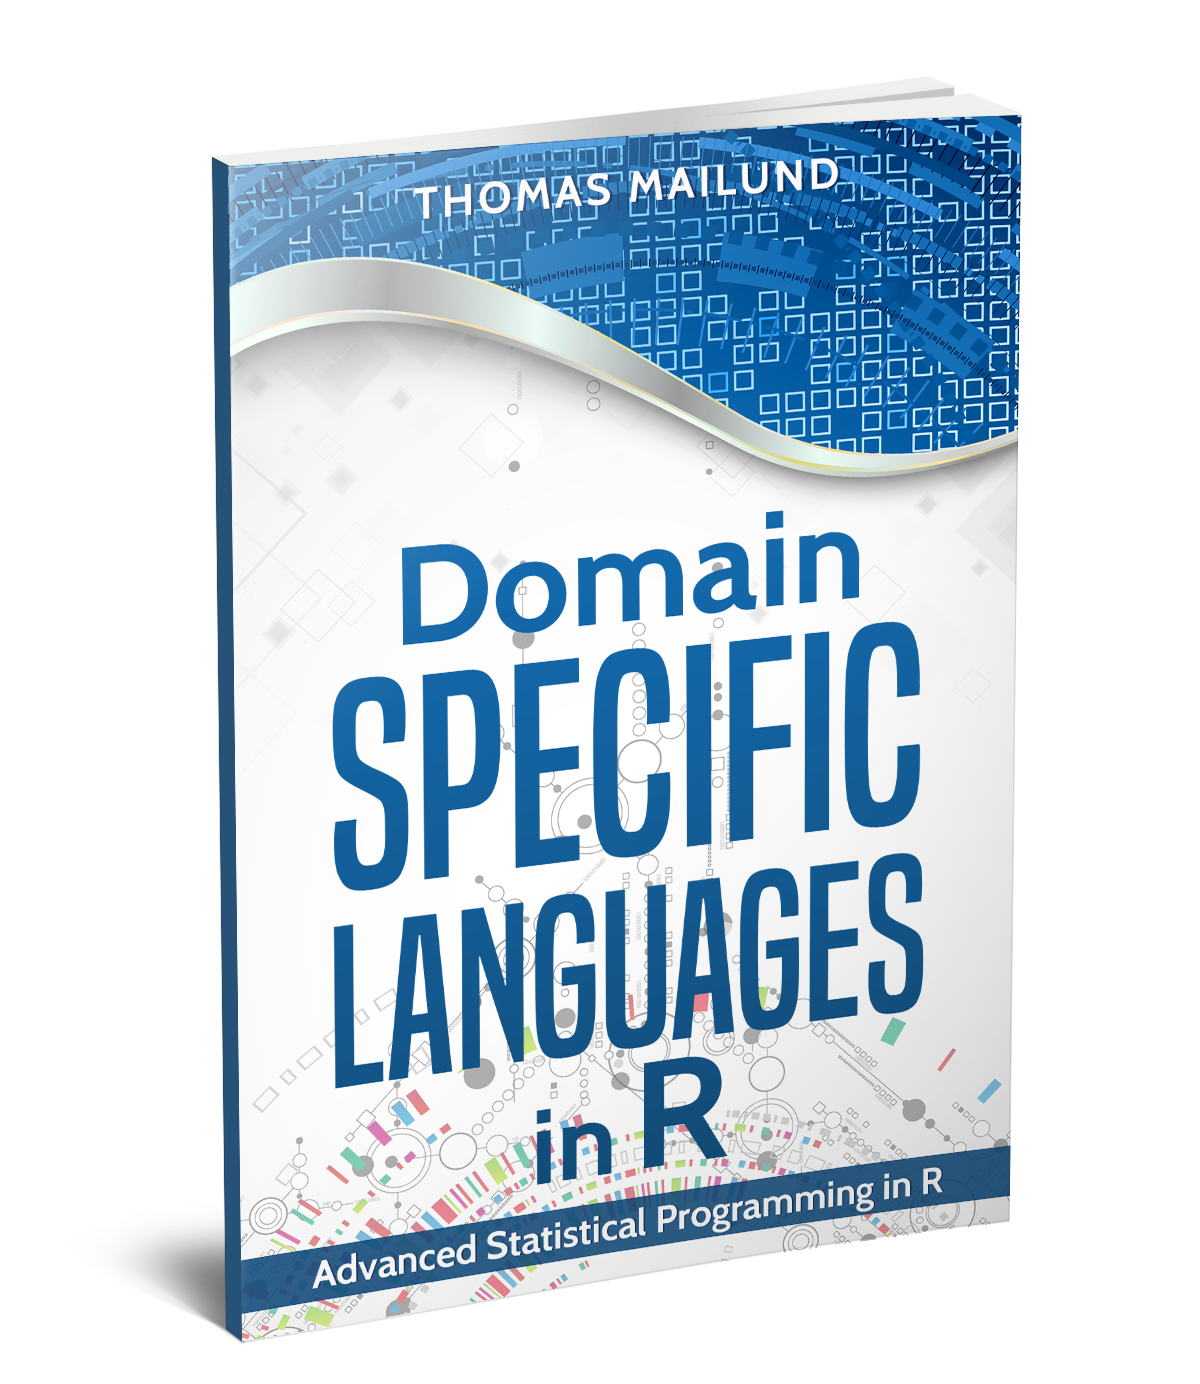 THOMAS MAILUND
Domain
SPECIFIC
LANGUAGES
in R
Advanced Statistical Programming in R